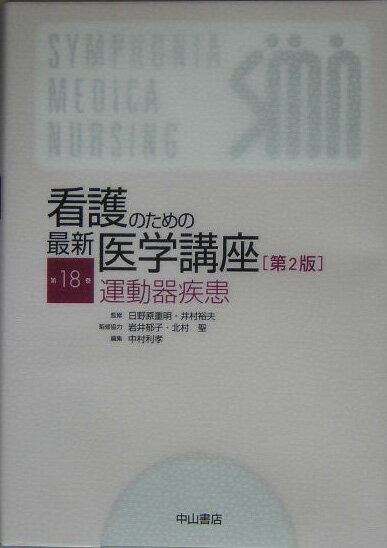 SYMPHONIA
MEDICA
NURSING
看護のための
最新 医学講座[第2版]
第18巻 運動器疾患
監修 日野原重明・井村裕夫
監修協力 岩井郁子・北村 聖
編集 中村利孝
中山書店